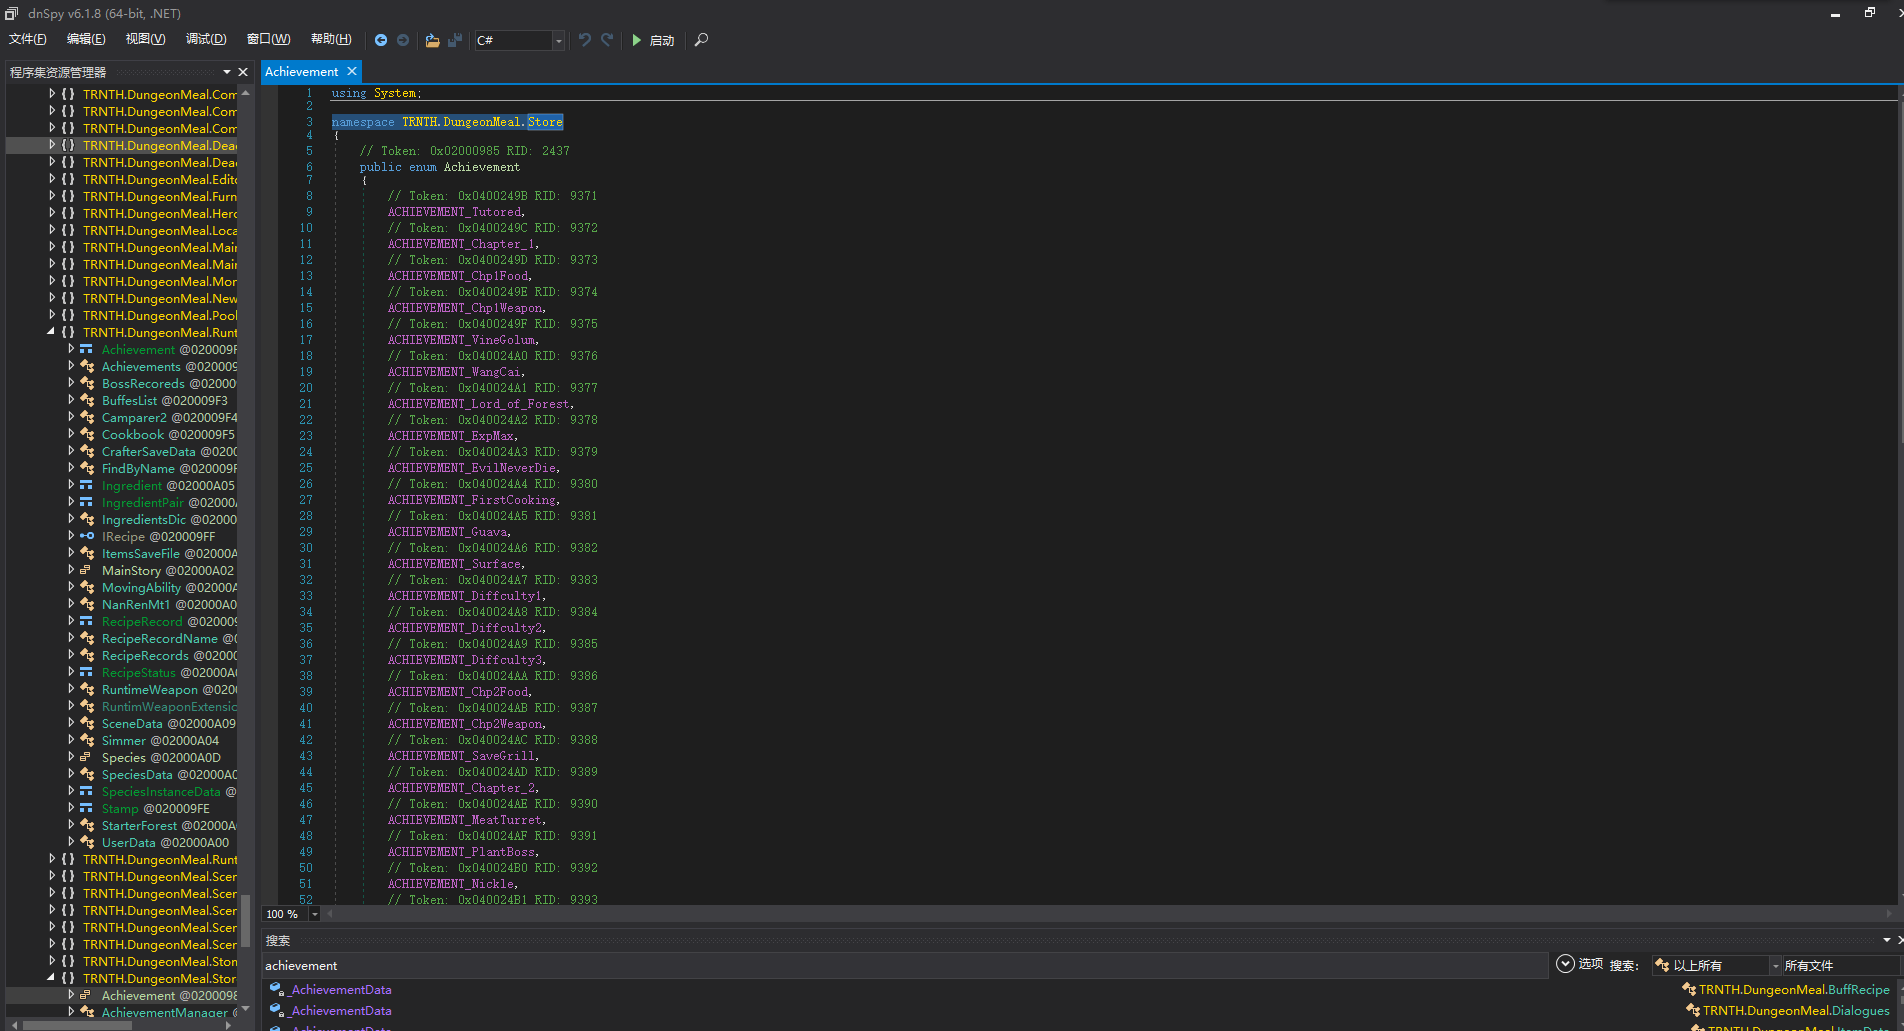 dnSpy v6.1.8 (64-bit, .NET)
文件(F) 编辑(E) 视图(V) 调试(D) 窗口(W) 帮助(H) C# 启动
程序集资源管理器
TRNTH.DungeonMeal.Com
TRNTH.DungeonMeal.Com
TRNTH.DungeonMeal.Com
TRNTH.DungeonMeal.Dea
TRNTH.DungeonMeal.Dea
TRNTH.DungeonMeal.Edit
TRNTH.DungeonMeal.Furn
TRNTH.DungeonMeal.Herc
TRNTH.DungeonMeal.Loca
TRNTH.DungeonMeal.Mair
TRNTH.DungeonMeal.Mair
TRNTH.DungeonMeal.Mor
TRNTH.DungeonMeal.New
TRNTH.DungeonMeal.Pool
TRNTH.DungeonMeal.Runt
Achievement @020009F
Achievements @020009
BossRecoreds @02000
BuffesList @020009F3
Camparer2 @020009F4
Cookbook @020009F5
CrafterSaveData @0200
FindByName @020009F
Ingredient @02000A05
IngredientPair @02000
IngredientsDic @02000
IRecipe @020009FF
ItemsSaveFile @02000A
MainStory @02000A02
MovingAbility @02000A
NanRenMt1 @02000A0
RecipeRecord @020009
RecipeRecordName @0
RecipeRecords @02000
RecipeStatus @02000A0
RuntimeWeapon @020
RuntimWeaponExtensio
SceneData @02000A09
Simmer @02000A04
Species @02000A0D
SpeciesData @02000A0
SpeciesInstanceData @
Stamp @020009FE
StarterForest @02000A
UserData @02000A00
TRNTH.DungeonMeal.Runt
TRNTH.DungeonMeal.Scer
TRNTH.DungeonMeal.Scer
TRNTH.DungeonMeal.Scer
TRNTH.DungeonMeal.Scer
TRNTH.DungeonMeal.Scer
TRNTH.DungeonMeal.Ston
TRNTH.DungeonMeal.Stor
Achievement @0200098
AchievementManager
Achievement
1 using System;
2
3 namespace TRNTH.DungeonMeal.Store
4 {
5 // Token: 0x02000985 RID: 2437
6 public enum Achievement
7 {
8 // Token: 0x0400249B RID: 9371
9 ACHIEVEMENT_Tutored,
10 // Token: 0x0400249C RID: 9372
11 ACHIEVEMENT_Chapter_1,
12 // Token: 0x0400249D RID: 9373
13 ACHIEVEMENT_Chp1Food,
14 // Token: 0x0400249E RID: 9374
15 ACHIEVEMENT_Chp1Weapon,
16 // Token: 0x0400249F RID: 9375
17 ACHIEVEMENT_VineGolum,
18 // Token: 0x040024A0 RID: 9376
19 ACHIEVEMENT_WangCai,
20 // Token: 0x040024A1 RID: 9377
21 ACHIEVEMENT_Lord_of_Forest,
22 // Token: 0x040024A2 RID: 9378
23 ACHIEVEMENT_ExpMax,
24 // Token: 0x040024A3 RID: 9379
25 ACHIEVEMENT_EvilNeverDie,
26 // Token: 0x040024A4 RID: 9380
27 ACHIEVEMENT_FirstCooking,
28 // Token: 0x040024A5 RID: 9381
29 ACHIEVEMENT_Guava,
30 // Token: 0x040024A6 RID: 9382
31 ACHIEVEMENT_Surface,
32 // Token: 0x040024A7 RID: 9383
33 ACHIEVEMENT_Diffculty1,
34 // Token: 0x040024A8 RID: 9384
35 ACHIEVEMENT_Diffculty2,
36 // Token: 0x040024A9 RID: 9385
37 ACHIEVEMENT_Diffculty3,
38 // Token: 0x040024AA RID: 9386
39 ACHIEVEMENT_Chp2Food,
40 // Token: 0x040024AB RID: 9387
41 ACHIEVEMENT_Chp2Weapon,
42 // Token: 0x040024AC RID: 9388
43 ACHIEVEMENT_SaveGrill,
44 // Token: 0x040024AD RID: 9389
45 ACHIEVEMENT_Chapter_2,
46 // Token: 0x040024AE RID: 9390
47 ACHIEVEMENT_MeatTurret,
48 // Token: 0x040024AF RID: 9391
49 ACHIEVEMENT_PlantBoss,
50 // Token: 0x040024B0 RID: 9392
51 ACHIEVEMENT_Nickle,
52 // Token: 0x040024B1 RID: 9393
100 %
搜索
achievement 选项 搜索: 以上所有 所有文件
_AchievementData TRNTH.DungeonMeal.BuffRecipe
_AchievementData TRNTH.DungeonMeal.Dialogues